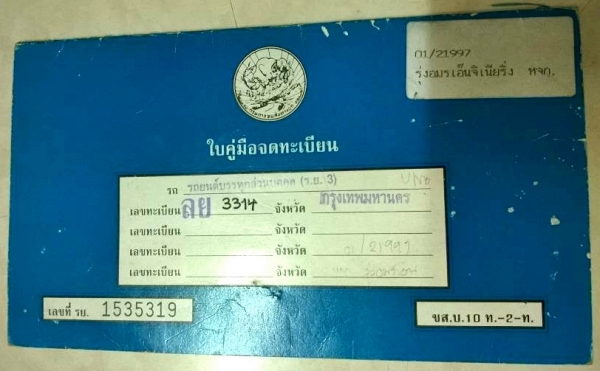 01/21997
รุ่งอมรเอ็นจิเนียริ่ง หจก.
ใบคู่มือจดทะเบียน
รถ รถยนต์บรรทุกส่วนบุคคล (ร.ย. 3)
เลขทะเบียน ลย 3314 จังหวัด กรุงเทพมหานคร
เลขทะเบียน จังหวัด
เลขทะเบียน จังหวัด 01/21997
เลขทะเบียน จังหวัด
เลขที่ รย. 1535319
ขส.บ.10 ท.-2-ท.